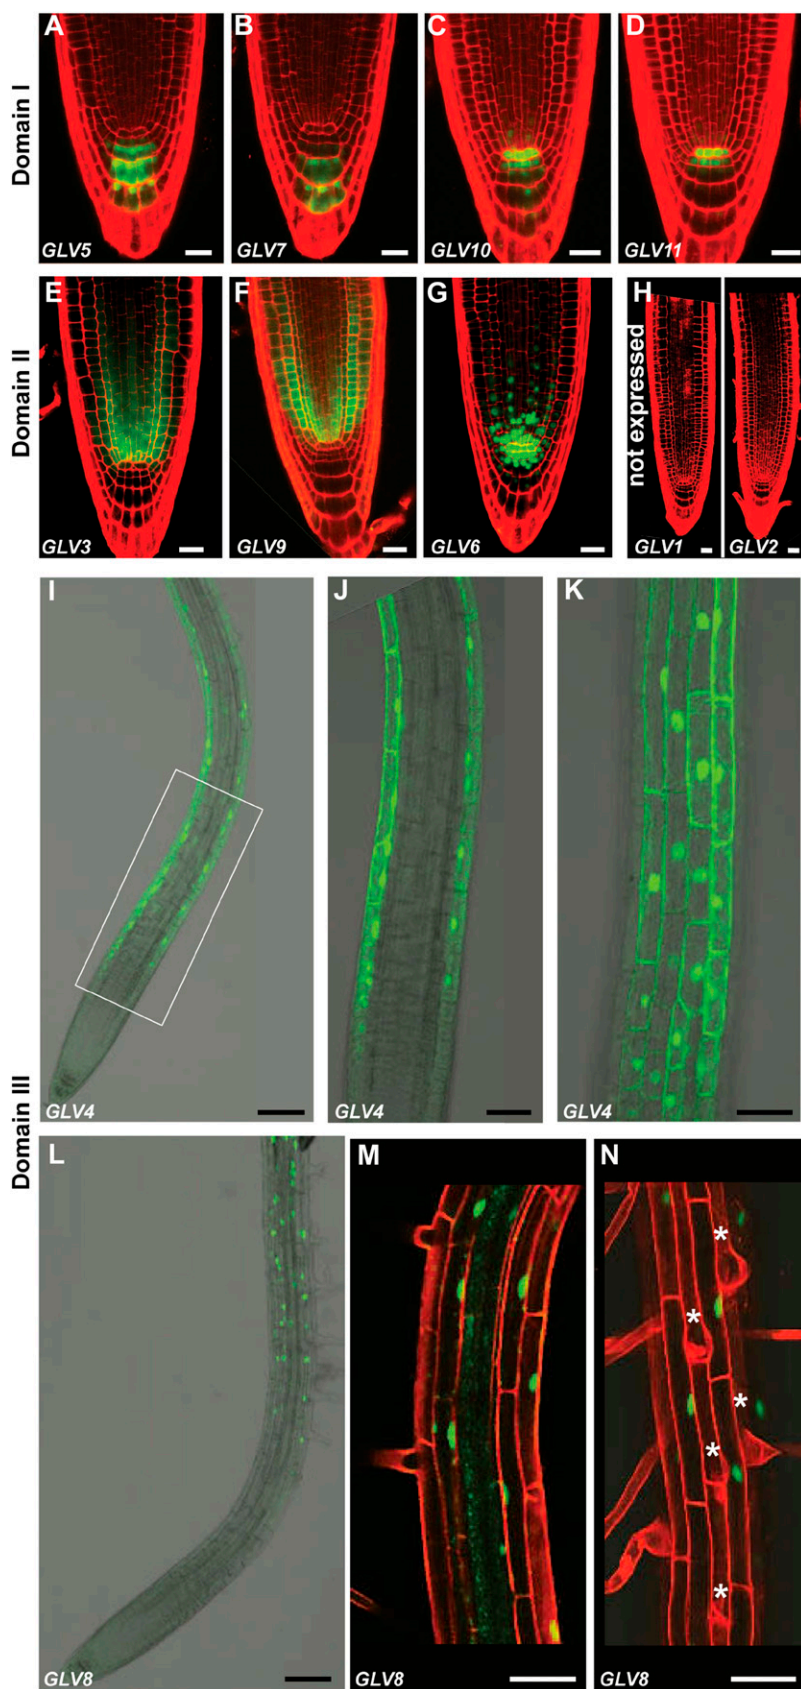 Domain I
A
B
C
D
GLV5
GLV7
GLV10
GLV11
Domain II
E
F
G
H
not expressed
GLV3
GLV9
GLV6
GLV1
GLV2
Domain III
I
J
K
GLV4
GLV4
GLV4
L
M
N
*
*
*
*
*
GLV8
GLV8
GLV8